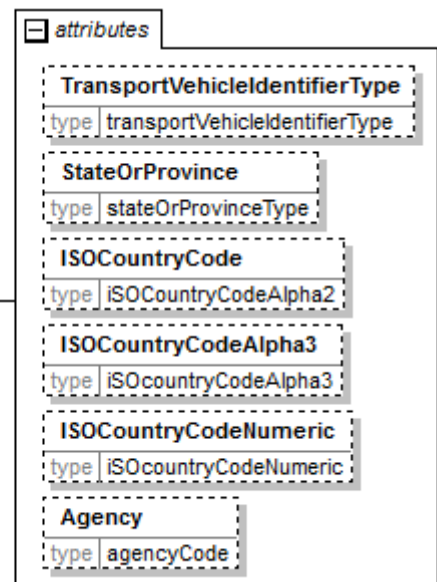 attributes
TransportVehicleIdentifierType
type transportVehicleIdentifierType
StateOrProvince
type stateOrProvinceType
ISOCountryCode
type iSOCountryCodeAlpha2
ISOCountryCodeAlpha3
type iSOcountryCodeAlpha3
ISOCountryCodeNumeric
type iSOcountryCodeNumeric
Agency
type agencyCode